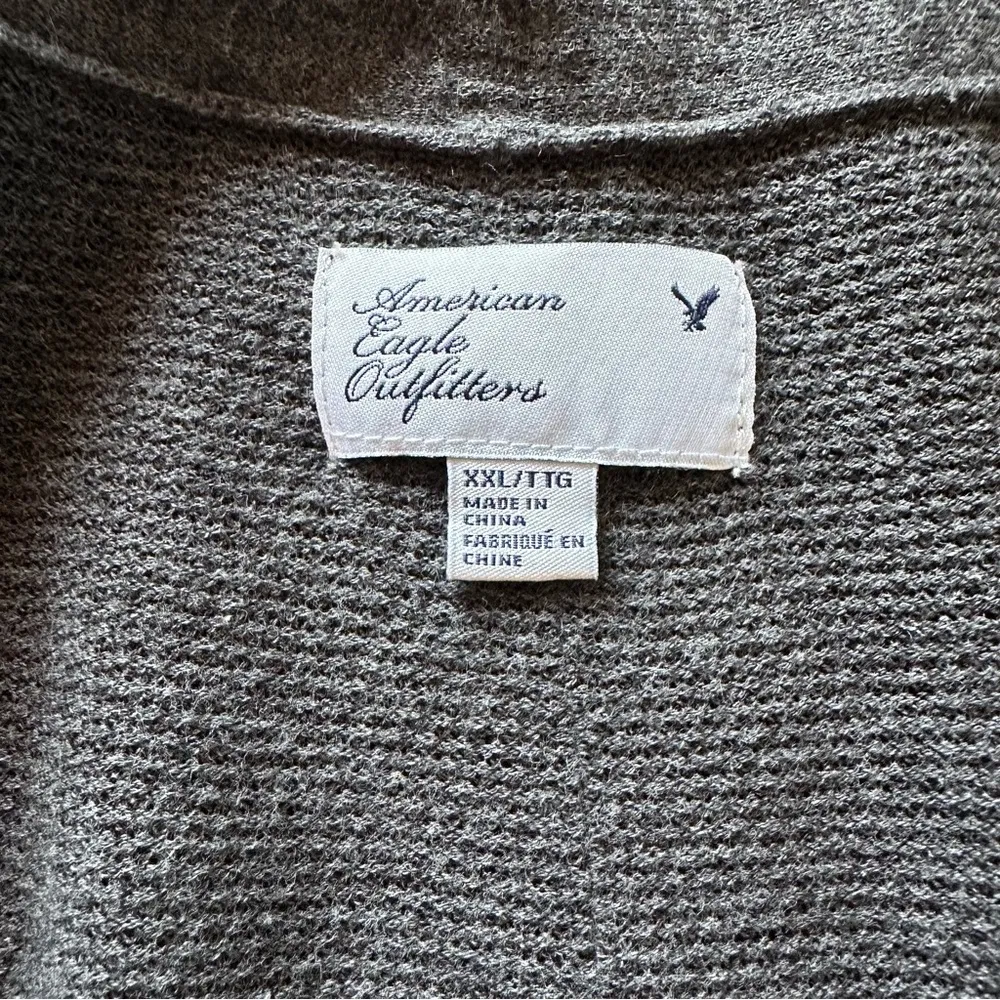 American
Eagle
Outfitters
XXL/TTG
MADE IN
CHINA
FABRIQUÉ EN
CHINE